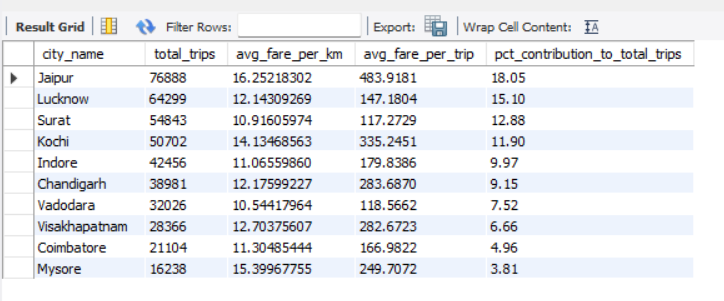 Result Grid Filter Rows: Export: Wrap Cell Content: IA
city_name total_trips avg_fare_per_km avg_fare_per_trip pct_contribution_to_total_trips
Jaipur 76888 16.25218302 483.9181 18.05
Lucknow 64299 12.14309269 147.1804 15.10
Surat 54843 10.91605974 117.2729 12.88
Kochi 50702 14.13468563 335.2451 11.90
Indore 42456 11.06559860 179.8386 9.97
Chandigarh 38981 12.17599227 283.6870 9.15
Vadodara 32026 10.54417964 118.5662 7.52
Visakhapatnam 28366 12.70375607 282.6723 6.66
Coimbatore 21104 11.30485444 166.9822 4.96
Mysore 16238 15.39967755 249.7072 3.81